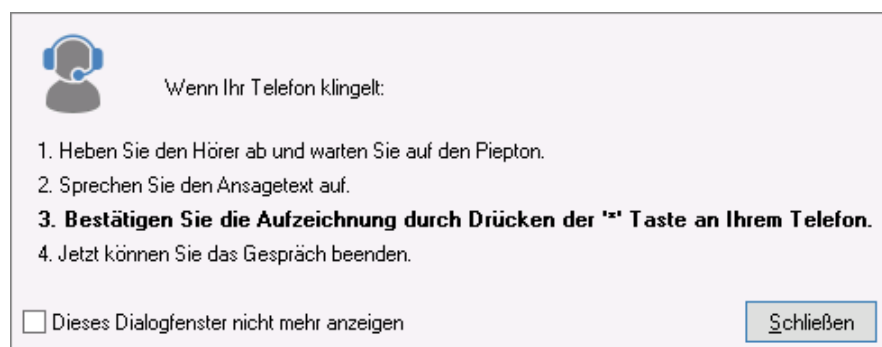 Wenn Ihr Telefon klingelt:
1. Heben Sie den Hörer ab und warten Sie auf den Piepton.
2. Sprechen Sie den Ansagetext auf.
3. Bestätigen Sie die Aufzeichnung durch Drücken der '*' Taste an Ihrem Telefon.
4. Jetzt können Sie das Gespräch beenden.
Dieses Dialogfenster nicht mehr anzeigen
Schließen